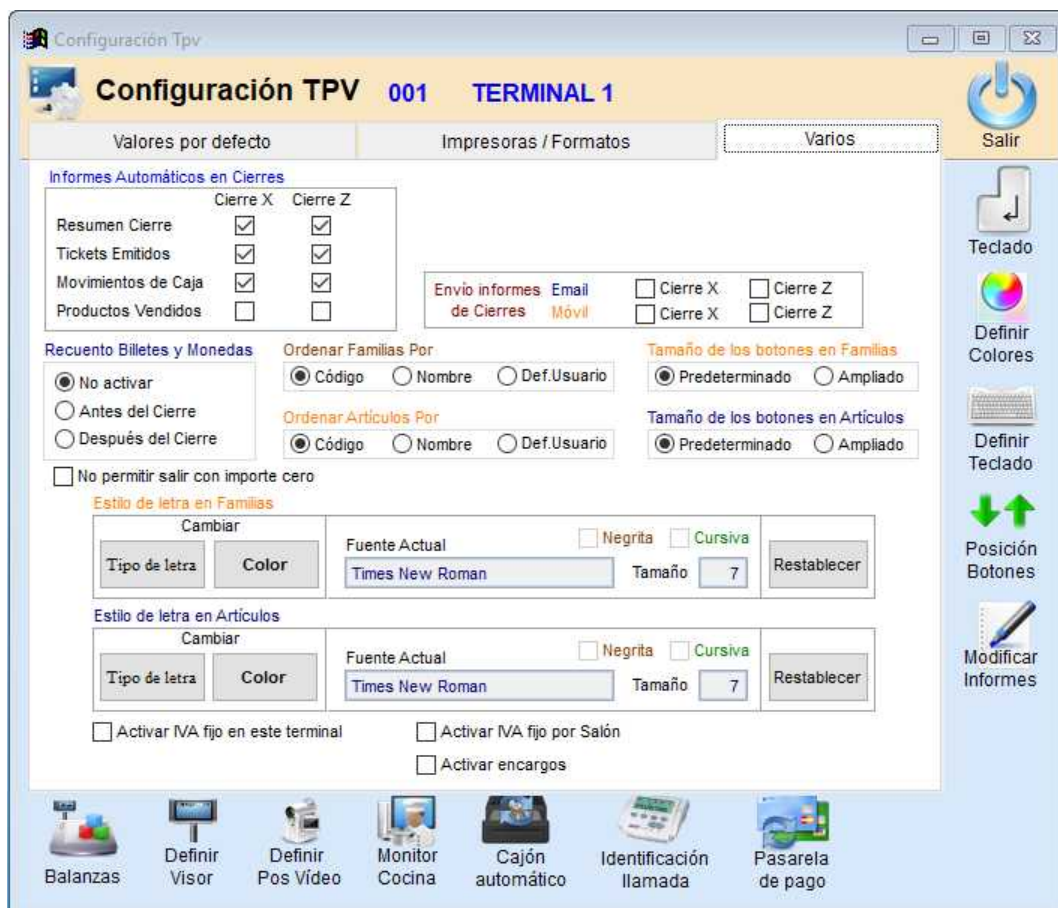 Configuración Tpv
Configuración TPV 001 TERMINAL 1
Salir
Valores por defecto Impresoras / Formatos Varios
Informes Automáticos en Cierres
Cierre X Cierre Z
Resumen Cierre
Tickets Emitidos
Movimientos de Caja
Productos Vendidos
Envío informes Email Cierre X Cierre Z
de Cierres Móvil Cierre X Cierre Z
Recuento Billetes y Monedas
No activar
Antes del Cierre
Después del Cierre
Ordenar Familias Por
Código Nombre Def.Usuario
Ordenar Artículos Por
Código Nombre Def.Usuario
Tamaño de los botones en Familias
Predeterminado Ampliado
Tamaño de los botones en Artículos
Predeterminado Ampliado
No permitir salir con importe cero
Estilo de letra en Familias
Cambiar
Tipo de letra Color
Fuente Actual Negrita Cursiva
Times New Roman Tamaño 7
Restablecer
Estilo de letra en Artículos
Cambiar
Tipo de letra Color
Fuente Actual Negrita Cursiva
Times New Roman Tamaño 7
Restablecer
Activar IVA fijo en este terminal Activar IVA fijo por Salón
Activar encargos
Teclado
Definir
Colores
Definir
Teclado
Posición
Botones
Modificar
Informes
Balanzas
Definir
Visor
Definir
Pos Vídeo
Monitor
Cocina
Cajón
automático
Identificación
llamada
Pasarela
de pago